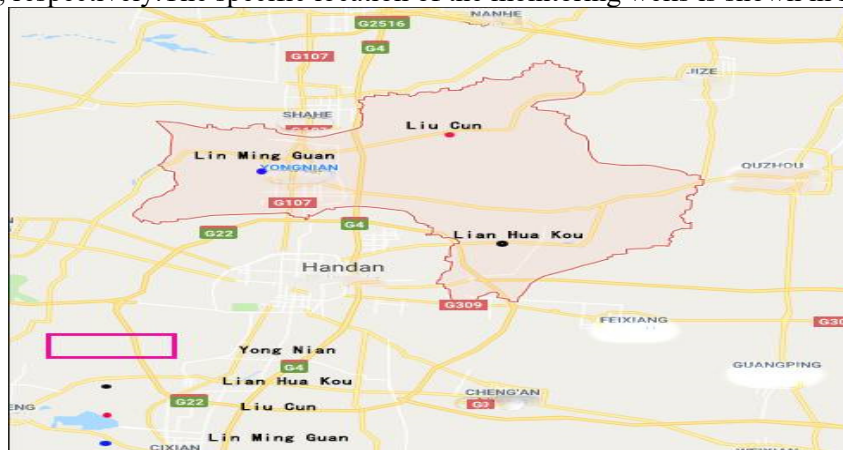 respectively.The specific location of the monitoring wells is shown in
NANHE
G2516
G4
G107
JIZE
SHAHE
Liu Cun
Lin Ming Guan
YONGNIAN
QUZHOU
G107
G4
G22
Lian Hua Kou
Handan
G309
FEIXIANG
Yong Nian
G4
GUANGPING
Lian Hua Kou
CHENG'AN
G22
Liu Cun
Lin Ming Guan
CIXIAN